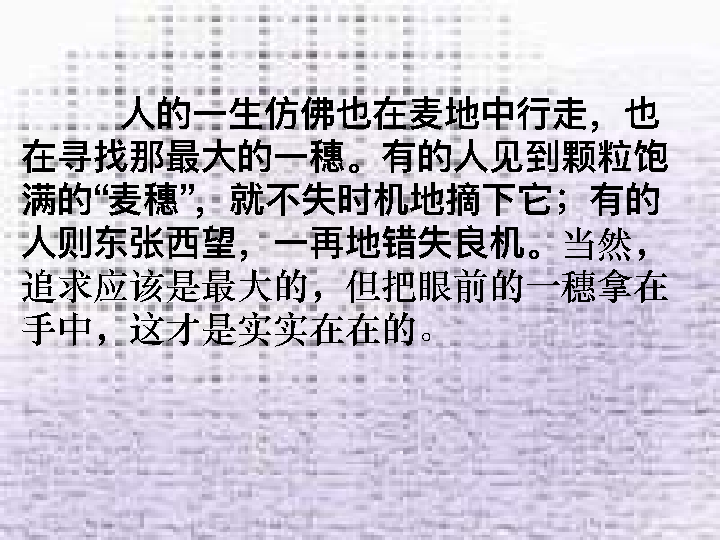 人的一生仿佛也在麦地中行走，也
在寻找那最大的一穗。有的人见到颗粒饱
满的“麦穗”，就不失时机地摘下它；有的
人则东张西望，一再地错失良机。当然，
追求应该是最大的，但把眼前的一穗拿在
手中，这才是实实在在的。